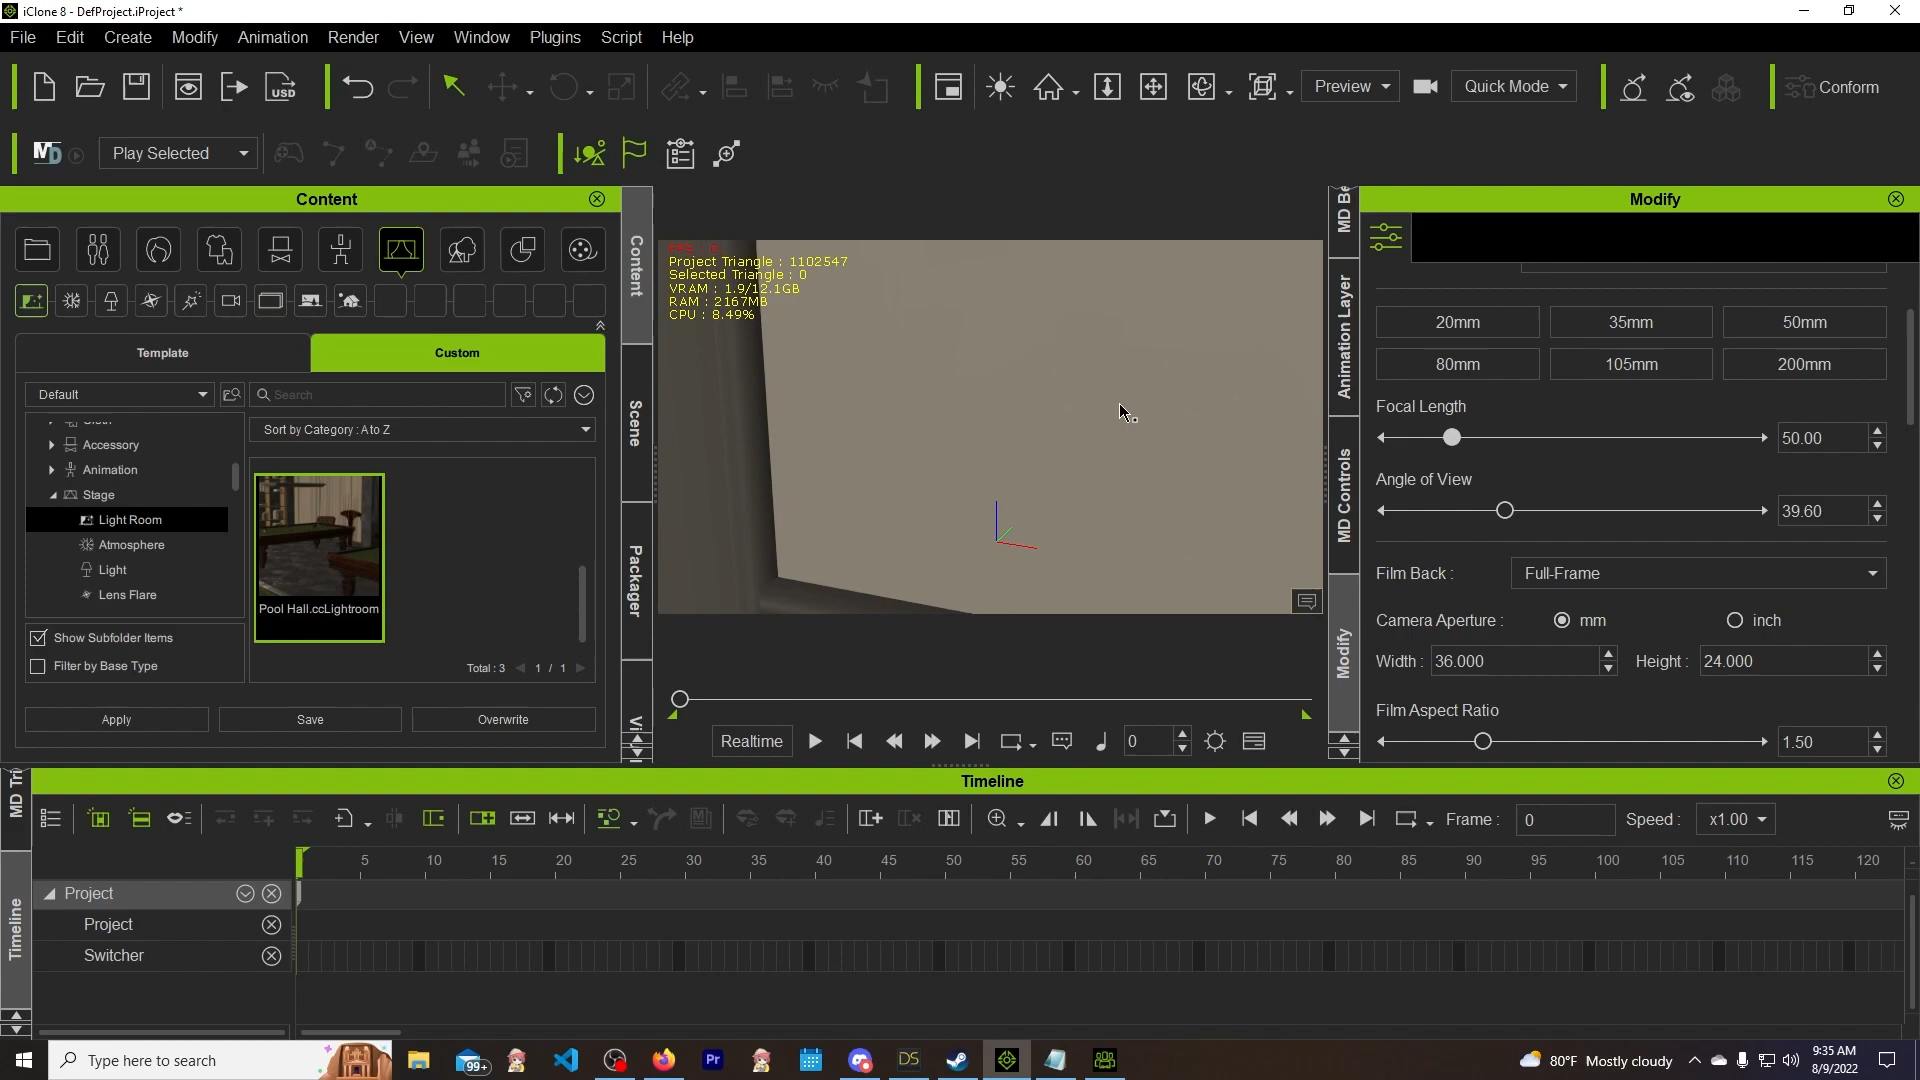 iClone 8 - DefProject.iProject *
File Edit Create Modify Animation Render View Window Plugins Script Help
USD Preview Quick Mode Conform
MD Play Selected
Content
Template Custom
Default Search
Sort by Category : A to Z
Accessory
Animation
Stage
Light Room
Atmosphere
Light
Lens Flare
Pool Hall.ccLightroom
Show Subfolder Items
Filter by Base Type
Total : 3 1 / 1
Apply Save Overwrite
Content
Scene
Packager
Project Triangle : 1102547
Selected Triangle : 0
VRAM : 1.9/12.1GB
RAM : 2167MB
CPU : 8.49%
Realtime 0
Animation Layer
MD Controls
Modify
Modify
20mm 35mm 50mm
80mm 105mm 200mm
Focal Length
50.00
Angle of View
39.60
Film Back : Full-Frame
Camera Aperture : mm inch
Width : 36.000 Height : 24.000
Film Aspect Ratio
1.50
Timeline
Frame : 0 Speed : x1.00
5 10 15 20 25 30 35 40 45 50 55 60 65 70 75 80 85 90 95 100 105 110 115 120
Timeline
Project
Project
Switcher
Type here to search
99+
Pr
DS
80°F Mostly cloudy
9:35 AM
8/9/2022